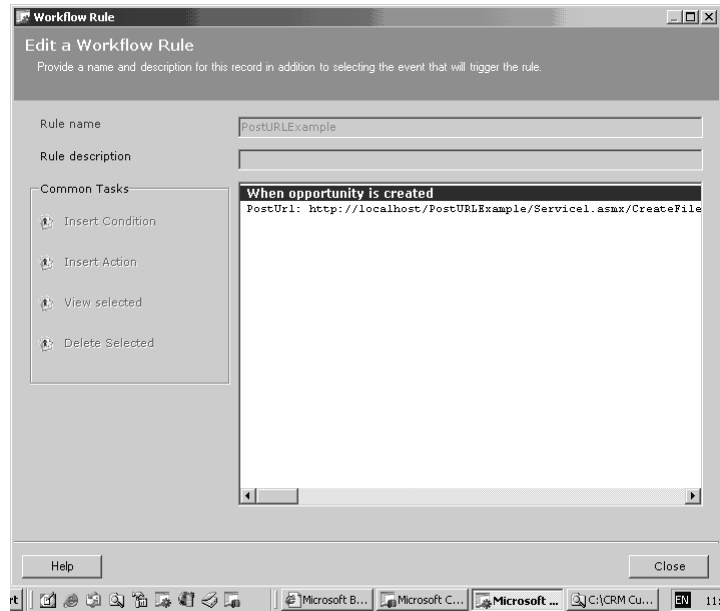 Workflow Rule
Edit a Workflow Rule
Provide a name and description for this record in addition to selecting the event that will trigger the rule.
Rule name
PostURLExample
Rule description
Common Tasks
Insert Condition
Insert Action
View selected
Delete Selected
When opportunity is created
PostUrl: http://localhost/PostURLExample/Service1.asmx/CreateFile
Help
Close
rt
Microsoft B...
Microsoft C...
Microsoft ...
C:\CRM Cu...
EN
11: